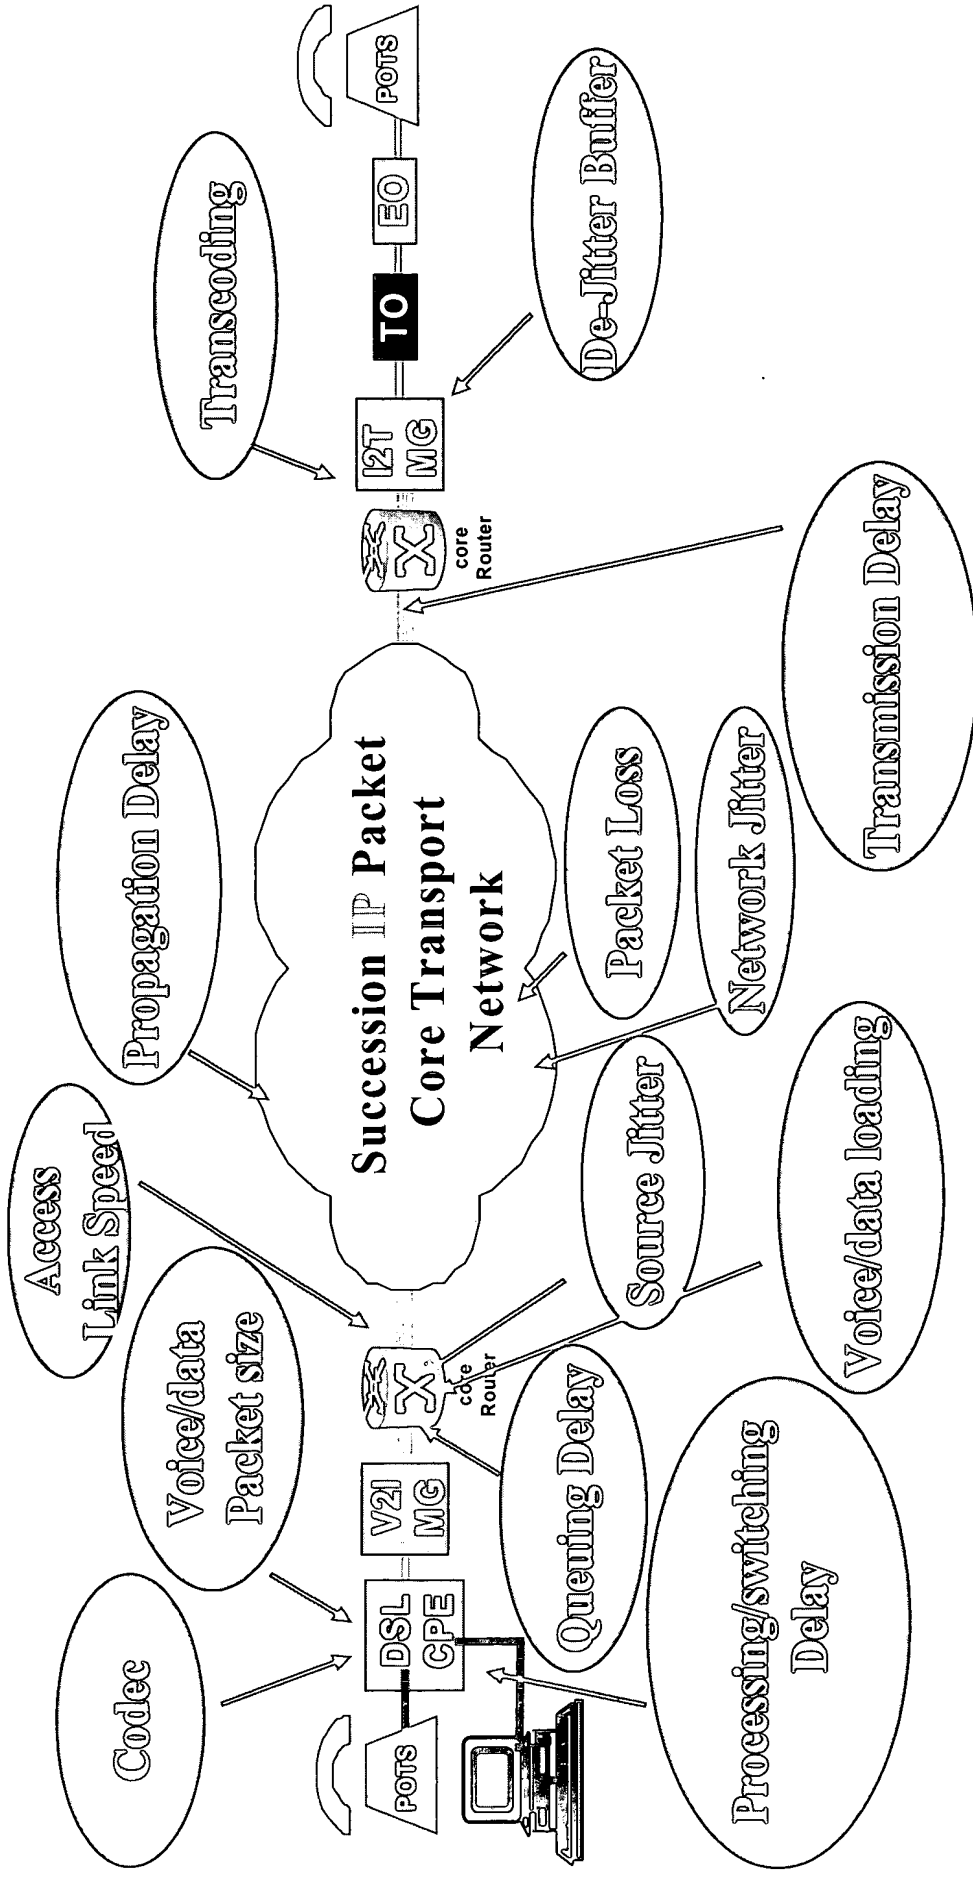 Codec
Voice/data
Packet size
Access
Link Speed
Propagation Delay
Transcoding
POTS
DSL
CPE
V2I
MG
core
Router
Succession IP Packet
Core Transport
Network
core
Router
I2T
MG
TO
EO
POTS
Processing/switching
Delay
Queuing Delay
Source Jitter
Voice/data loading
Packet Loss
Network Jitter
Transmission Delay
De-Jitter Buffer